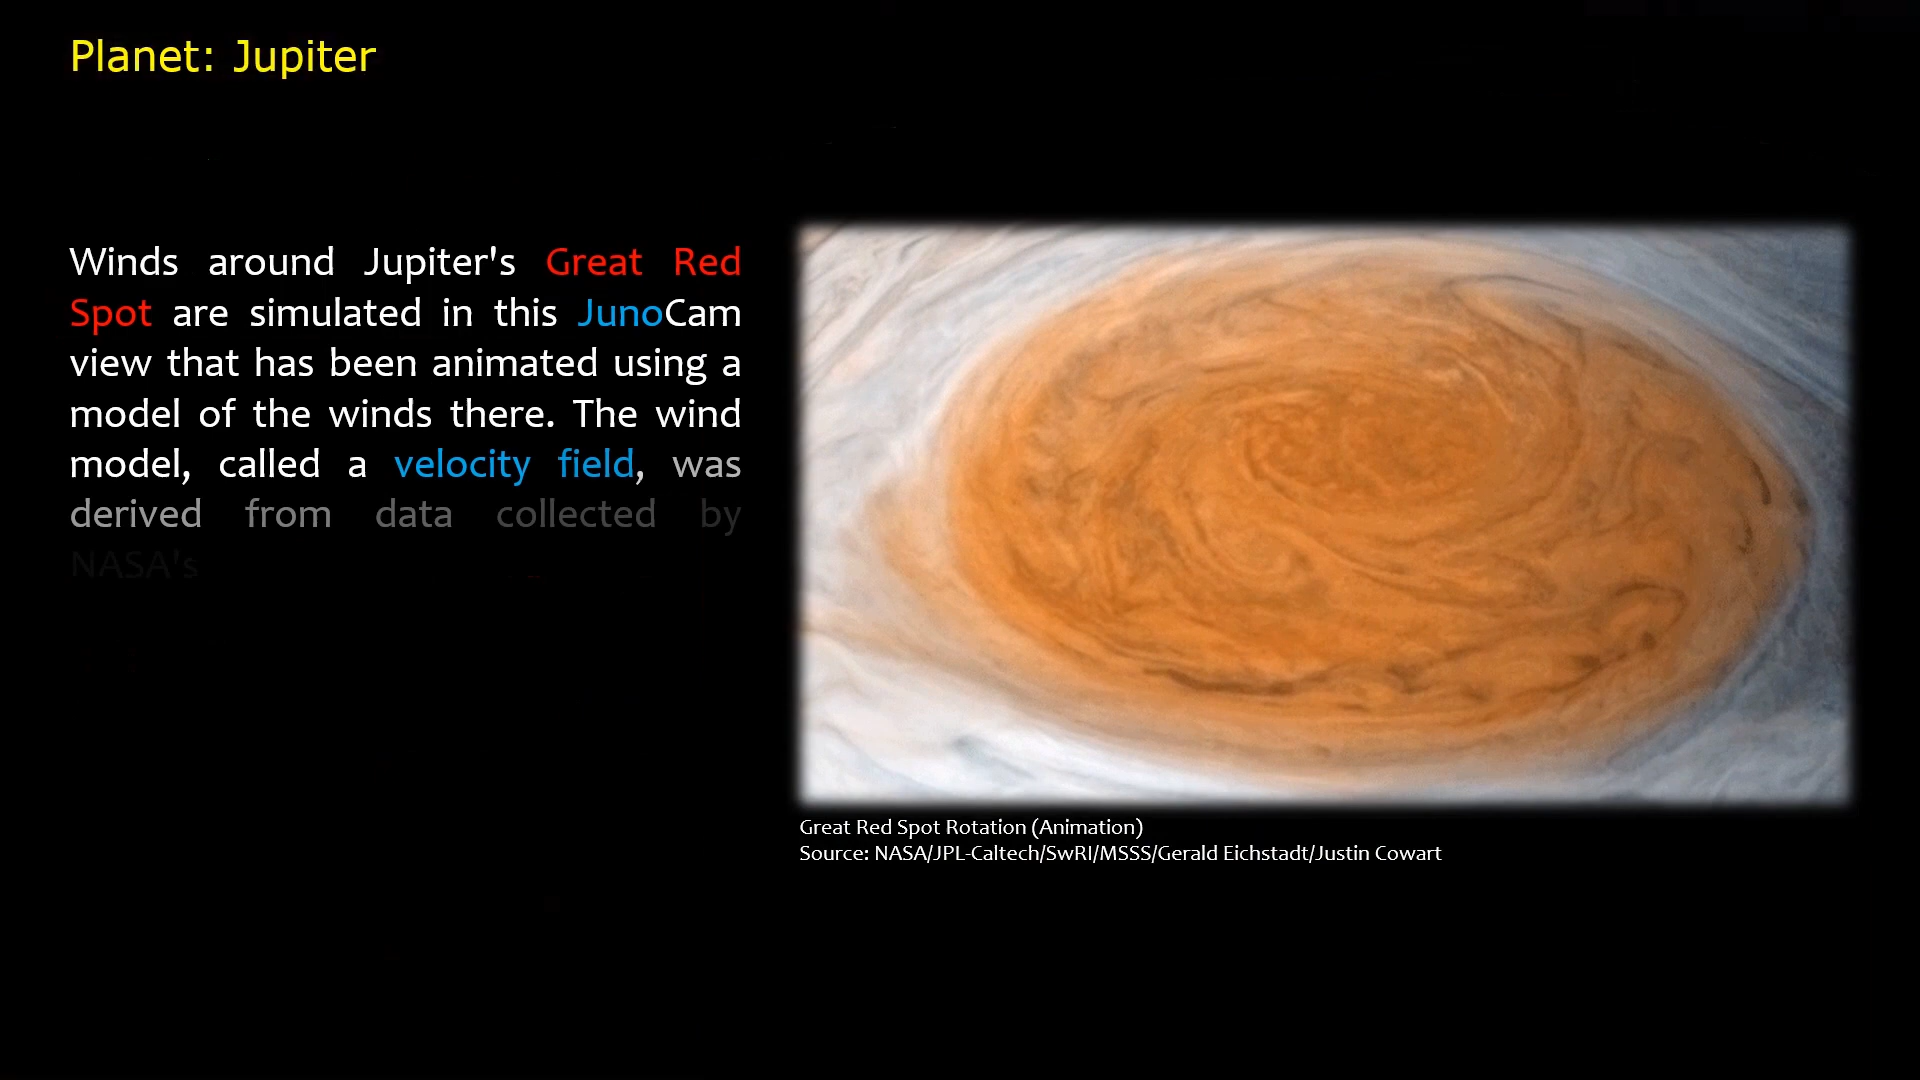 Planet: Jupiter
Winds around Jupiter's Great Red
Spot are simulated in this JunoCam
view that has been animated using a
model of the winds there. The wind
model, called a velocity field, was
derived from data collected by
NASA's
Great Red Spot Rotation (Animation)
Source: NASA/JPL-Caltech/SwRI/MSSS/Gerald Eichstadt/Justin Cowart